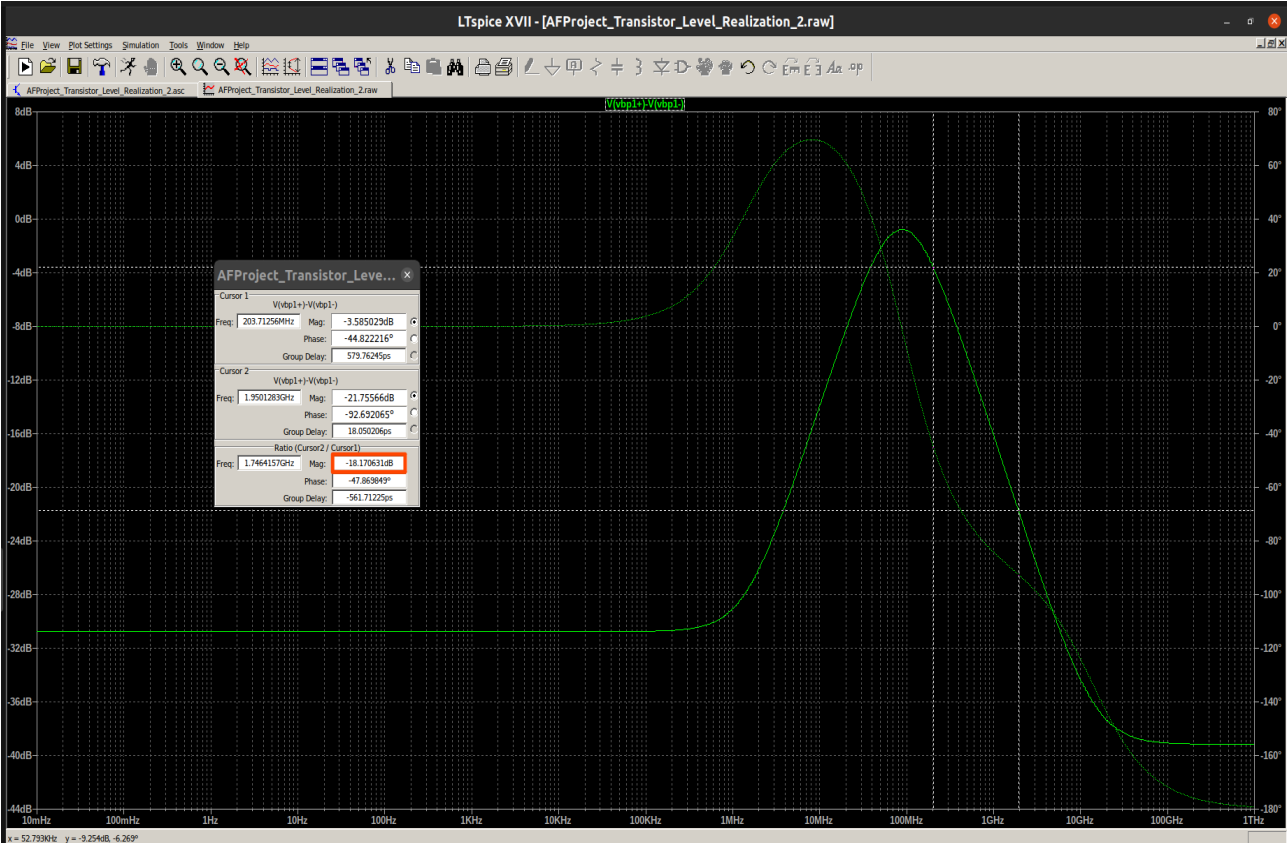 LTspice XVII - [AFProject_Transistor_Level_Realization_2.raw]
File View Plot Settings Simulation Tools Window Help
AFProject_Transistor_Level_Realization_2.asc AFProject_Transistor_Level_Realization_2.raw
V(vbp1+)-V(vbp1-)
8dB 80°
4dB 60°
0dB 40°
-4dB 20°
-8dB 0°
-12dB -20°
-16dB -40°
-20dB -60°
-24dB -80°
-28dB -100°
-32dB -120°
-36dB -140°
-40dB -160°
-44dB -180°
AFProject_Transistor_Leve...
Cursor 1
V(vbp1+)-V(vbp1-)
Freq: 203.71256MHz Mag: -3.585029dB
Phase: -44.822216°
Group Delay: 579.76245ps
Cursor 2
V(vbp1+)-V(vbp1-)
Freq: 1.9501283GHz Mag: -21.75566dB
Phase: -92.692065°
Group Delay: 18.050206ps
Ratio (Cursor2 / Cursor1)
Freq: 1.7464157GHz Mag: -18.170631dB
Phase: -47.869849°
Group Delay: -561.71225ps
10mHz 100mHz 1Hz 10Hz 100Hz 1KHz 10KHz 100KHz 1MHz 10MHz 100MHz 1GHz 10GHz 100GHz 1THz
x = 52.793KHz y = -9.254dB, -6.269°